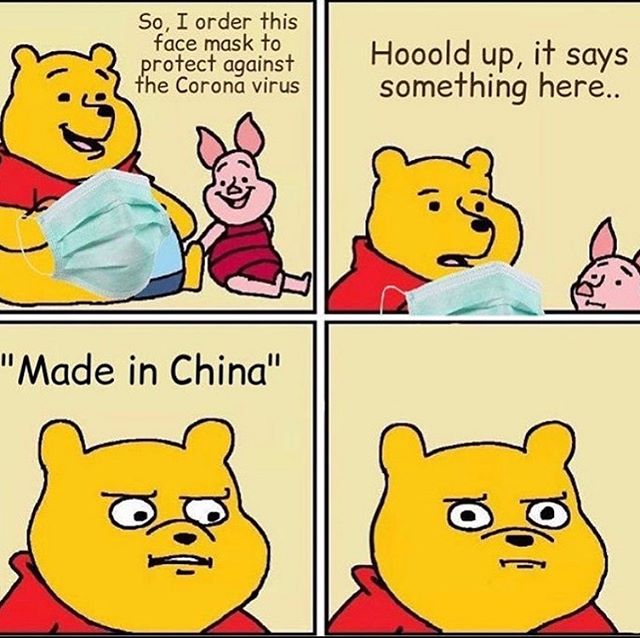 So, I order this
face mask to
protect against
the Corona virus
Hooold up, it says
something here..
"Made in China"